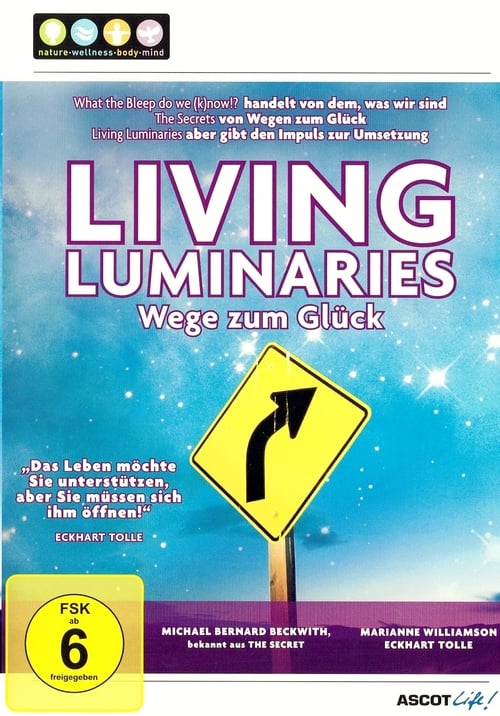 nature-wellness-body-mind
What the Bleep do we (k)now!? handelt von dem, was wir sind
The Secrets von Wegen zum Glück
Living Luminaries aber gibt den Impuls zur Umsetzung
LIVING
LUMINARIES
Wege zum Glück
„Das Leben möchte
Sie unterstützen,
aber Sie müssen sich
ihm öffnen!“
ECKHART TOLLE
FSK
ab
6
freigegeben
MICHAEL BERNARD BECKWITH,
bekannt aus THE SECRET
MARIANNE WILLIAMSON
ECKHART TOLLE
ASCOT Life!